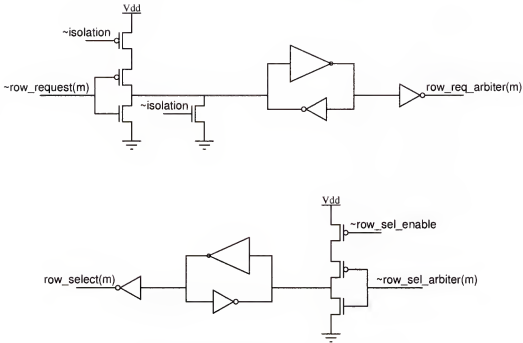 Vdd
~isolation
~row_request(m)
~isolation
row_req_arbiter(m)
Vdd
~row_sel_enable
row_select(m)
~row_sel_arbiter(m)